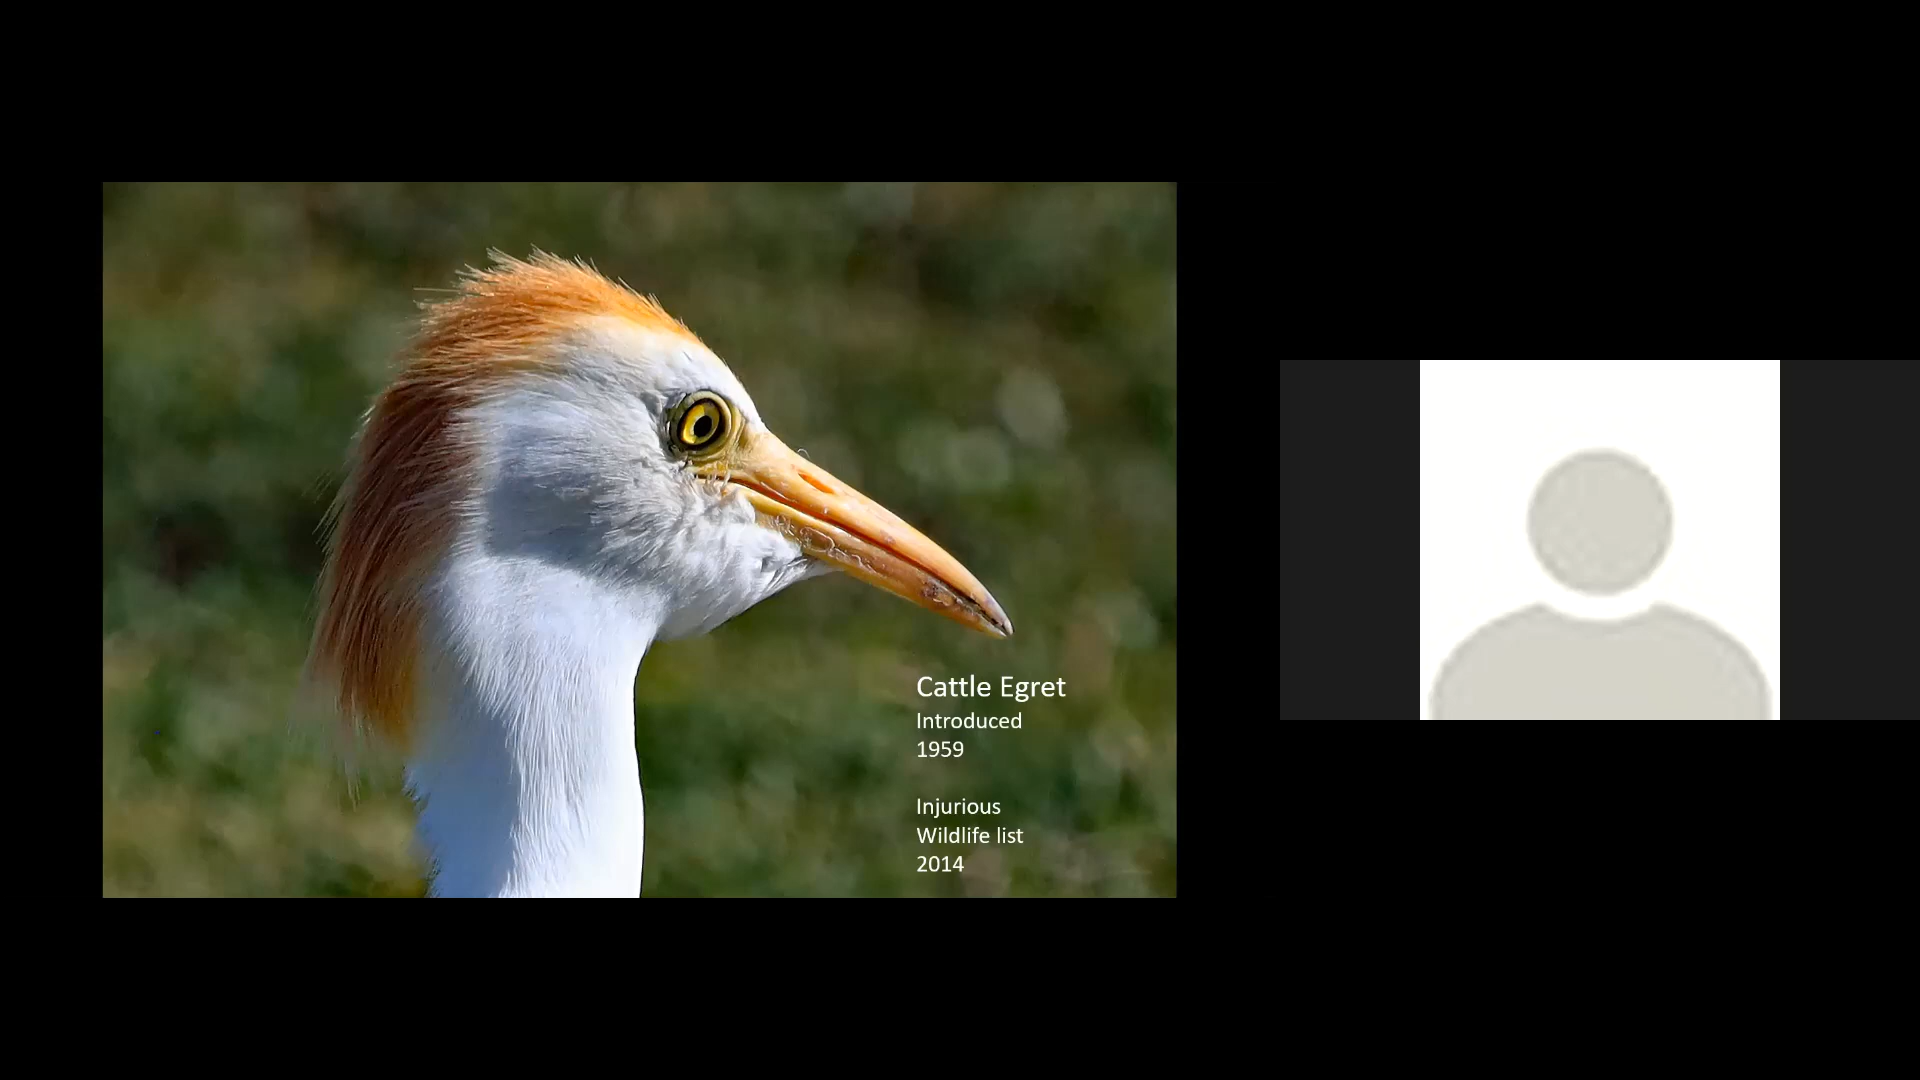 Cattle Egret
Introduced
1959
Injurious
Wildlife list
2014